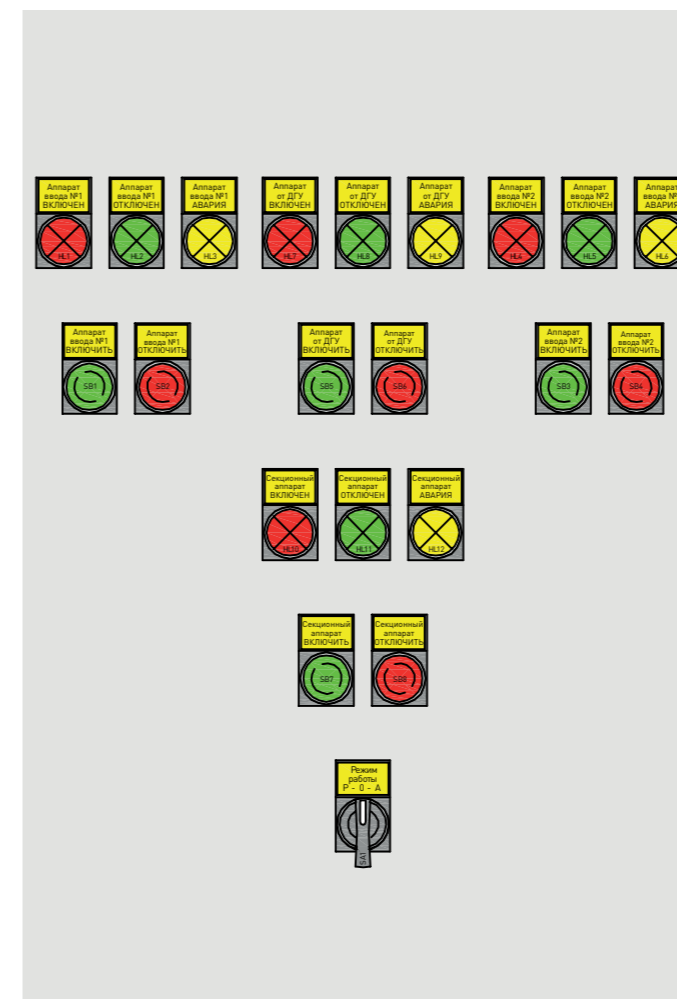 Аппарат
ввода №1
ВКЛЮЧЕН
HL1
Аппарат
ввода №1
ОТКЛЮЧЕН
HL2
Аппарат
ввода №1
АВАРИЯ
HL3
Аппарат
от ДГУ
ВКЛЮЧЕН
HL7
Аппарат
от ДГУ
ОТКЛЮЧЕН
HL8
Аппарат
от ДГУ
АВАРИЯ
HL9
Аппарат
ввода №2
ВКЛЮЧЕН
HL4
Аппарат
ввода №2
ОТКЛЮЧЕН
HL5
Аппарат
ввода №
АВАРИЯ
HL6
Аппарат
ввода №1
ВКЛЮЧИТЬ
SB1
Аппарат
ввода №1
ОТКЛЮЧИТЬ
SB2
Аппарат
от ДГУ
ВКЛЮЧИТЬ
SB5
Аппарат
от ДГУ
ОТКЛЮЧИТЬ
SB6
Аппарат
ввода №2
ВКЛЮЧИТЬ
SB3
Аппарат
ввода №2
ОТКЛЮЧИТЬ
SB4
Секционный
аппарат
ВКЛЮЧЕН
HL10
Секционный
аппарат
ОТКЛЮЧЕН
HL11
Секционный
аппарат
АВАРИЯ
HL12
Секционный
аппарат
ВКЛЮЧИТЬ
SB7
Секционный
аппарат
ОТКЛЮЧИТЬ
SB8
Режим
работы
Р - 0 - А
SA1